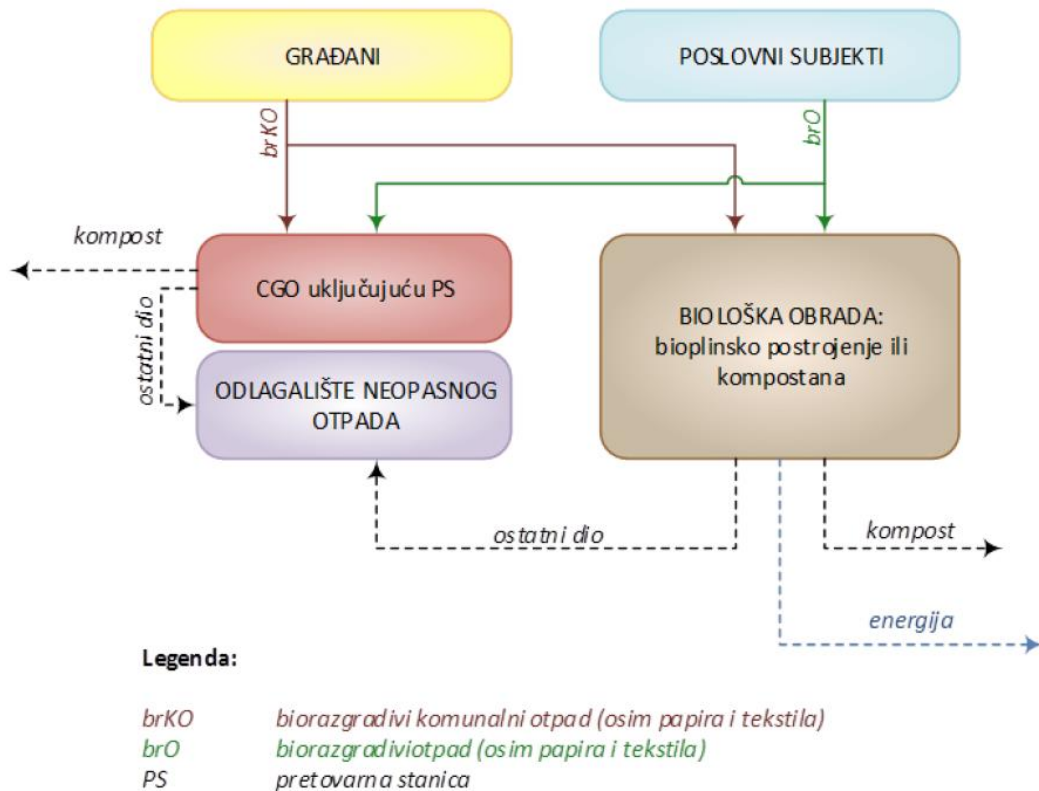 GRAĐANI
POSLOVNI SUBJEKTI
brKO
brO
kompost
CGO uključujuću PS
ostatni dio
BIOLOŠKA OBRADA:
bioplinsko postrojenje ili
kompostana
ODLAGALIŠTE NEOPASNOG
OTPADA
ostatni dio
kompost
energija
Legenda:
brKO biorazgradivi komunalni otpad (osim papira i tekstila)
brO biorazgradiviotpad (osim papira i tekstila)
PS pretovarna stanica